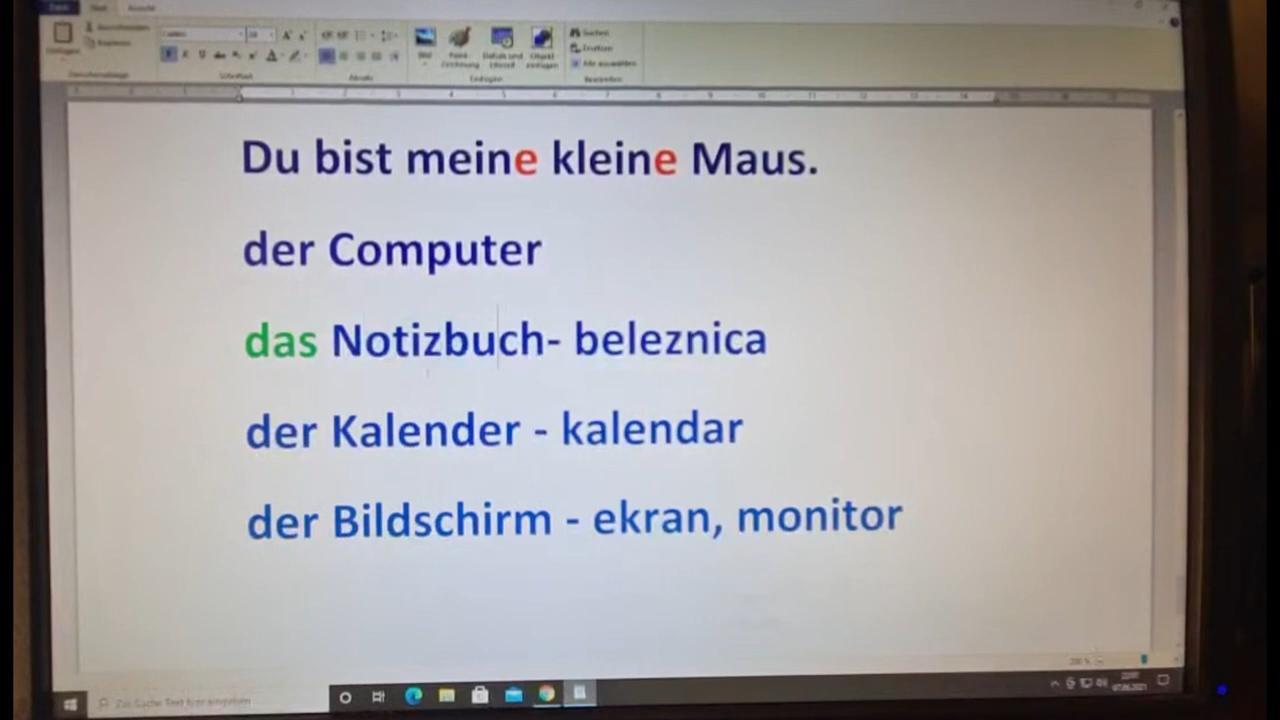 Du bist meine kleine Maus.
der Computer
das Notizbuch- beleznica
der Kalender - kalendar
der Bildschirm - ekran, monitor